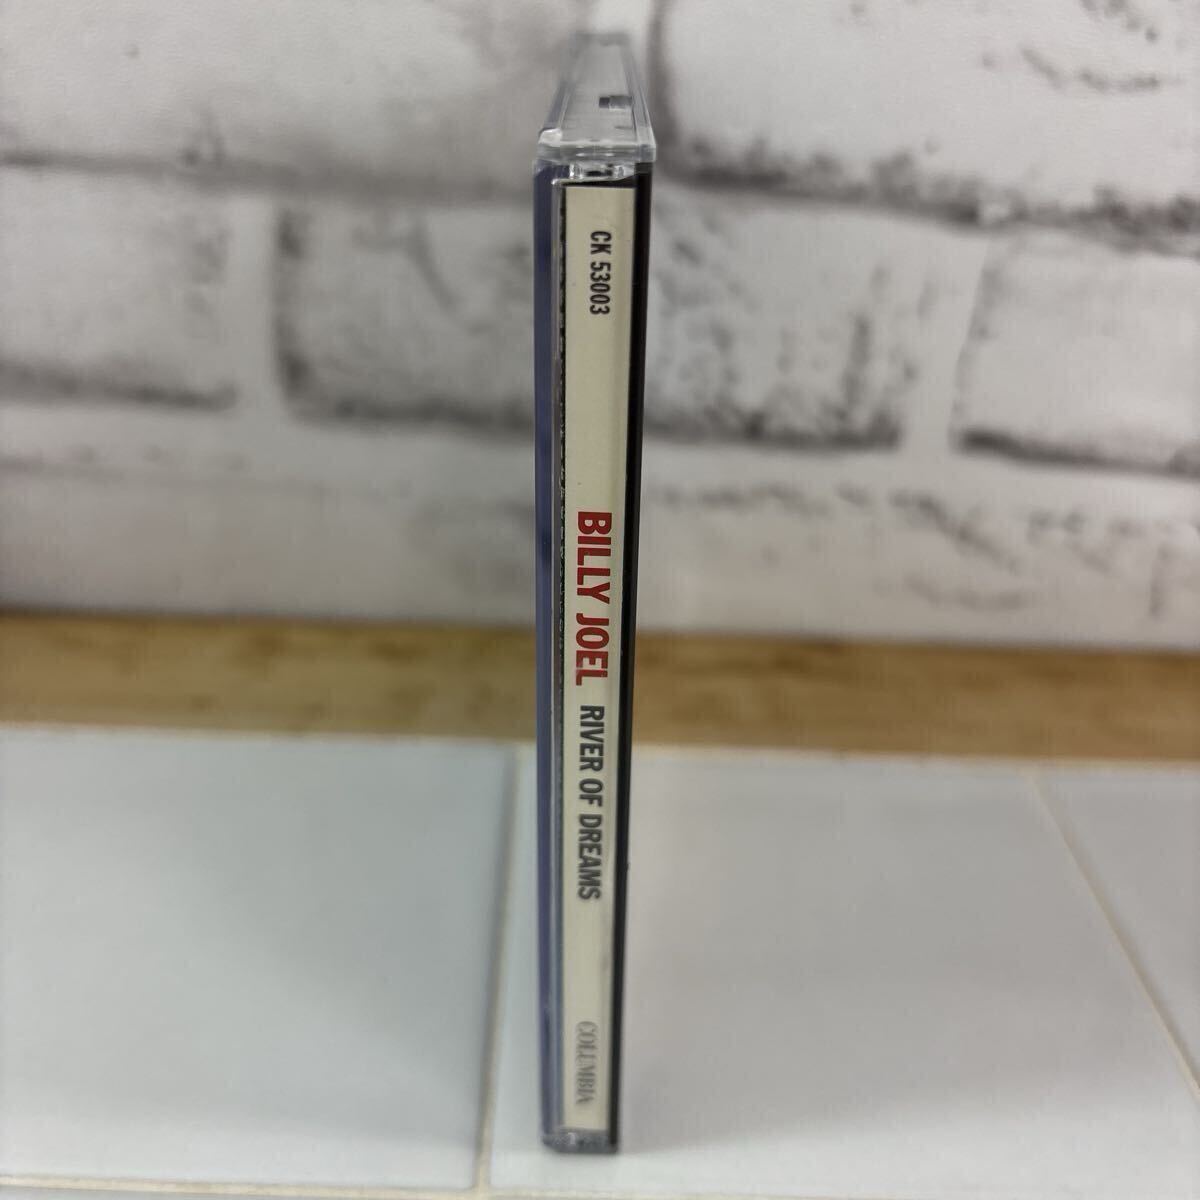 CK 53003
BILLY JOEL RIVER OF DREAMS
COLUMBIA